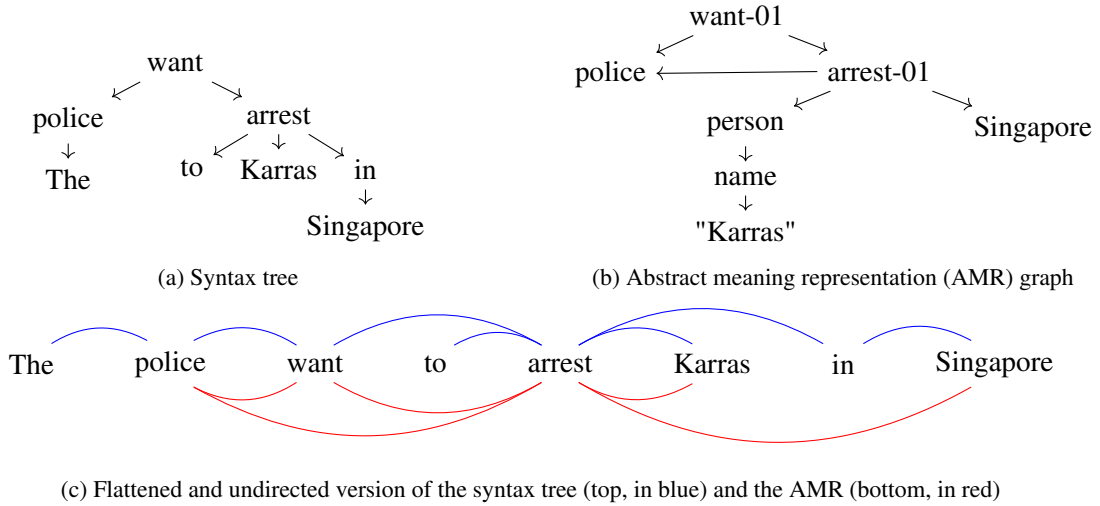 want
police arrest
The to Karras in
Singapore
(a) Syntax tree
want-01
police arrest-01
person Singapore
name
"Karras"
(b) Abstract meaning representation (AMR) graph
The police want to arrest Karras in Singapore
(c) Flattened and undirected version of the syntax tree (top, in blue) and the AMR (bottom, in red)